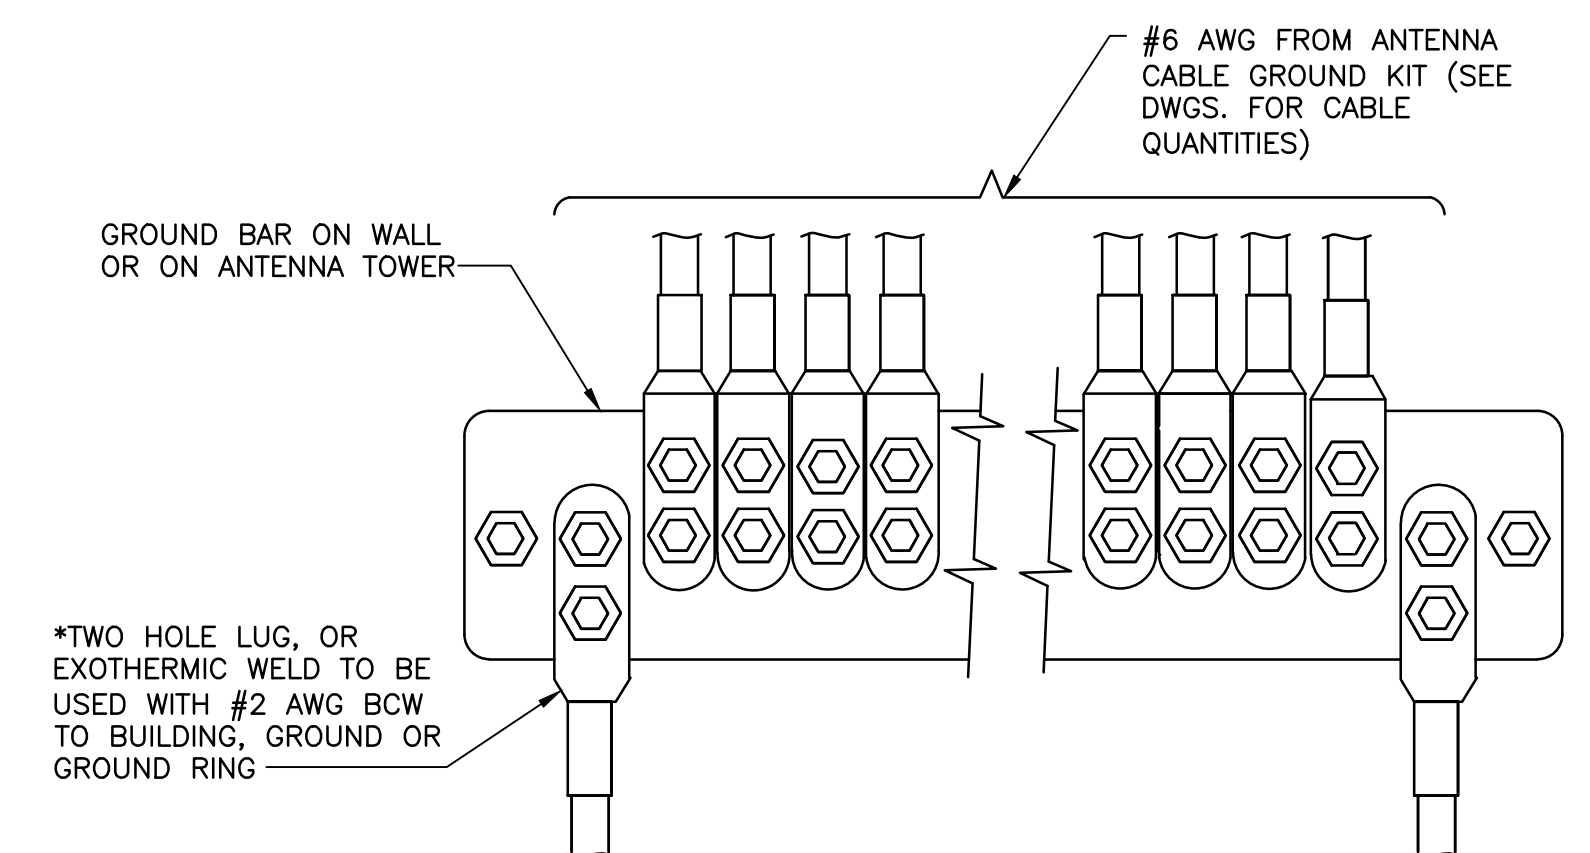 #6 AWG FROM ANTENNA
CABLE GROUND KIT (SEE
DWGS. FOR CABLE
QUANTITIES)
GROUND BAR ON WALL
OR ON ANTENNA TOWER
*TWO HOLE LUG, OR
EXOTHERMIC WELD TO BE
USED WITH #2 AWG BCW
TO BUILDING, GROUND OR
GROUND RING